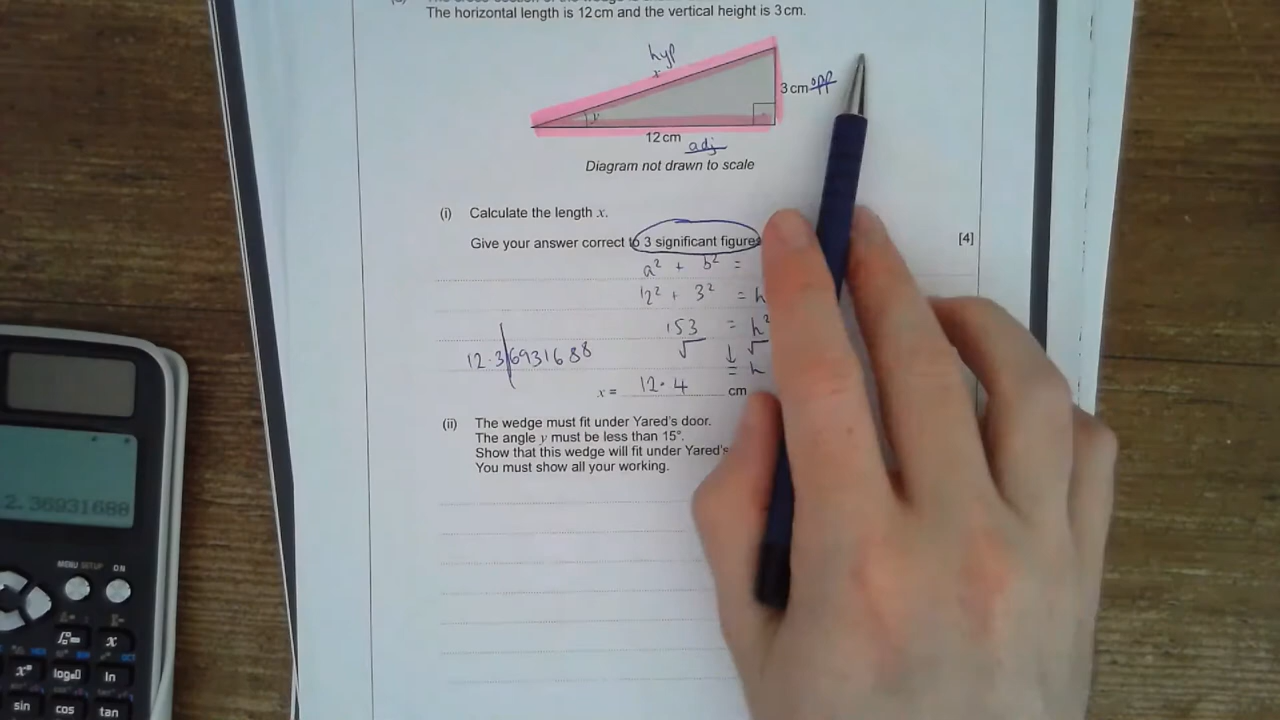 The horizontal length is 12 cm and the vertical height is 3 cm.
hyp
x
3 cm opp
y
12 cm
adj
Diagram not drawn to scale
(i) Calculate the length x.
Give your answer correct to 3 significant figures
[4]
a² + b² =
12² + 3² = h
153 = h²
√ ↓ √
12.36931688
= h
x = 12.4 cm
(ii) The wedge must fit under Yared's door.
The angle y must be less than 15°.
Show that this wedge will fit under Yared's
You must show all your working.
2.36931688
MENU SETUP ON
x
log ln
sin cos tan